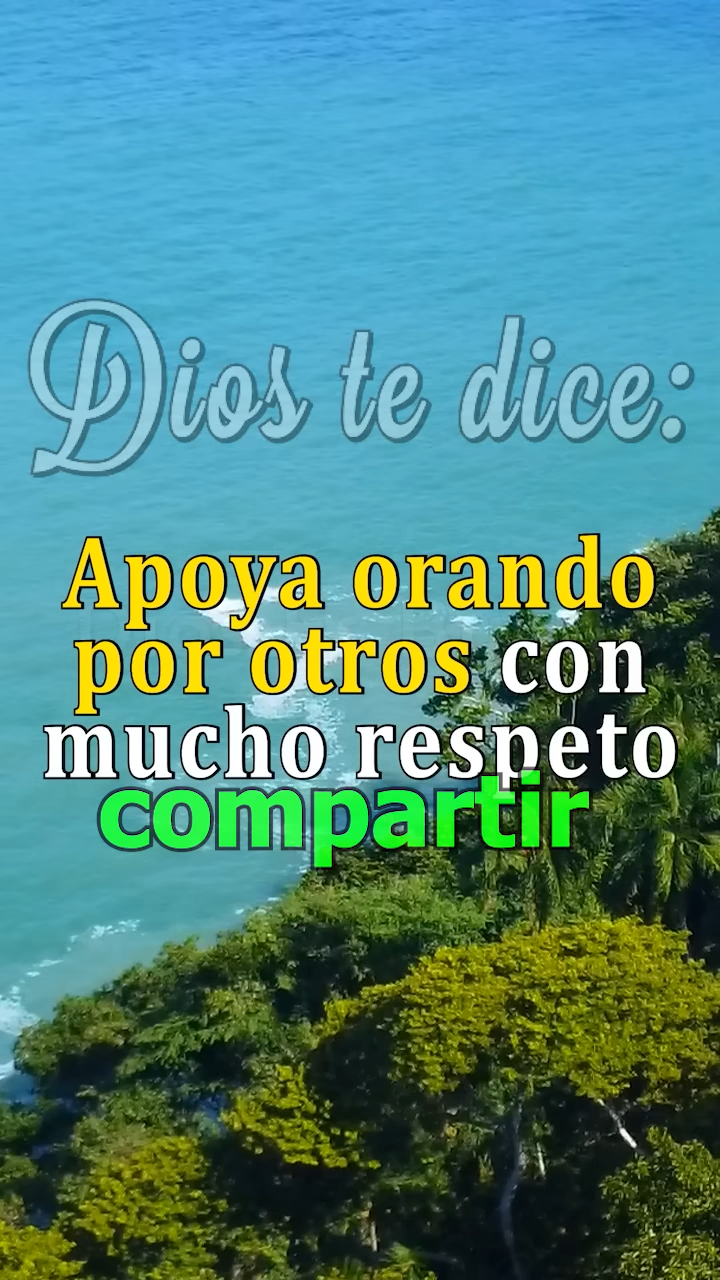 Dios te dice:
Apoya orando
por otros con
mucho respeto
compartir